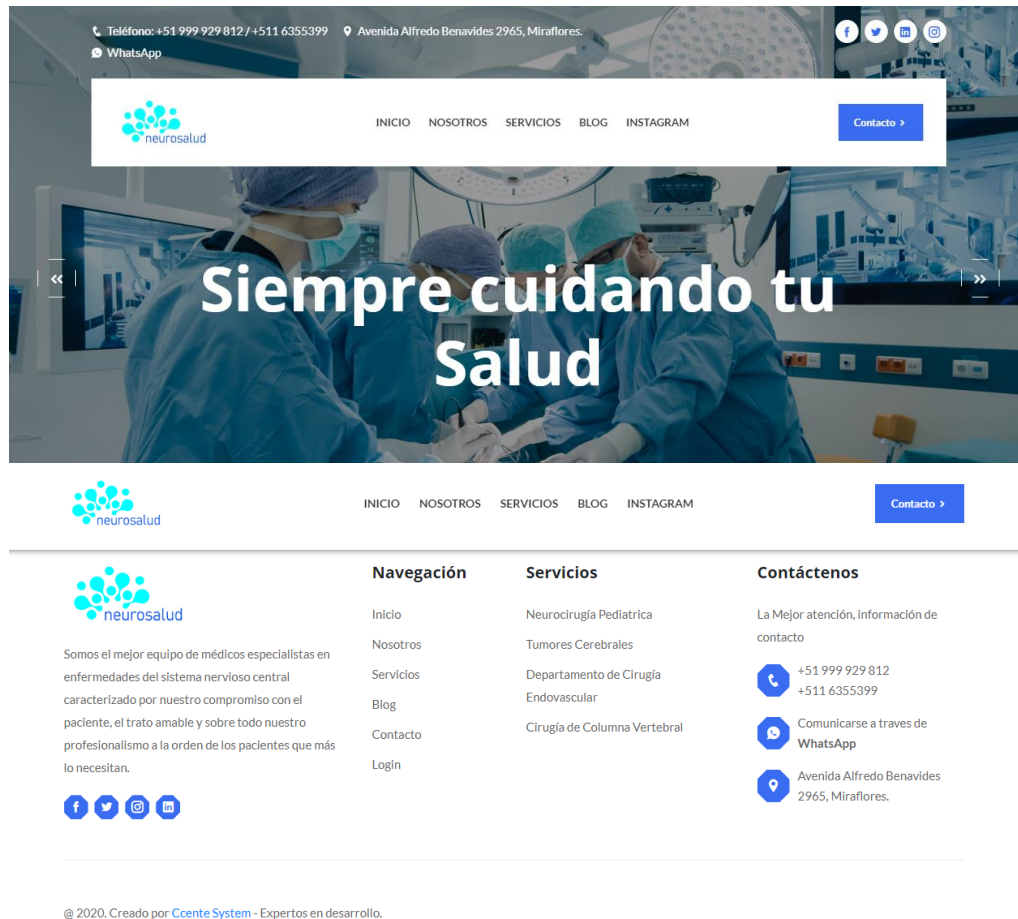 Teléfono: +51 999 929 812 / +511 6355399 Avenida Alfredo Benavides 2965, Miraflores.
WhatsApp
neurosalud
INICIO NOSOTROS SERVICIOS BLOG INSTAGRAM
Contacto
Siempre cuidando tu
Salud
neurosalud
INICIO NOSOTROS SERVICIOS BLOG INSTAGRAM
Contacto
neurosalud
Somos el mejor equipo de médicos especialistas en
enfermedades del sistema nervioso central
caracterizado por nuestro compromiso con el
paciente, el trato amable y sobre todo nuestro
profesionalismo a la orden de los pacientes que más
lo necesitan.
Navegación
Inicio
Nosotros
Servicios
Blog
Contacto
Login
Servicios
Neurocirugía Pediatrica
Tumores Cerebrales
Departamento de Cirugía
Endovascular
Cirugía de Columna Vertebral
Contáctenos
La Mejor atención, información de
contacto
+51 999 929 812
+511 6355399
Comunicarse a traves de
WhatsApp
Avenida Alfredo Benavides
2965, Miraflores.
@ 2020. Creado por Ccente System - Expertos en desarrollo.